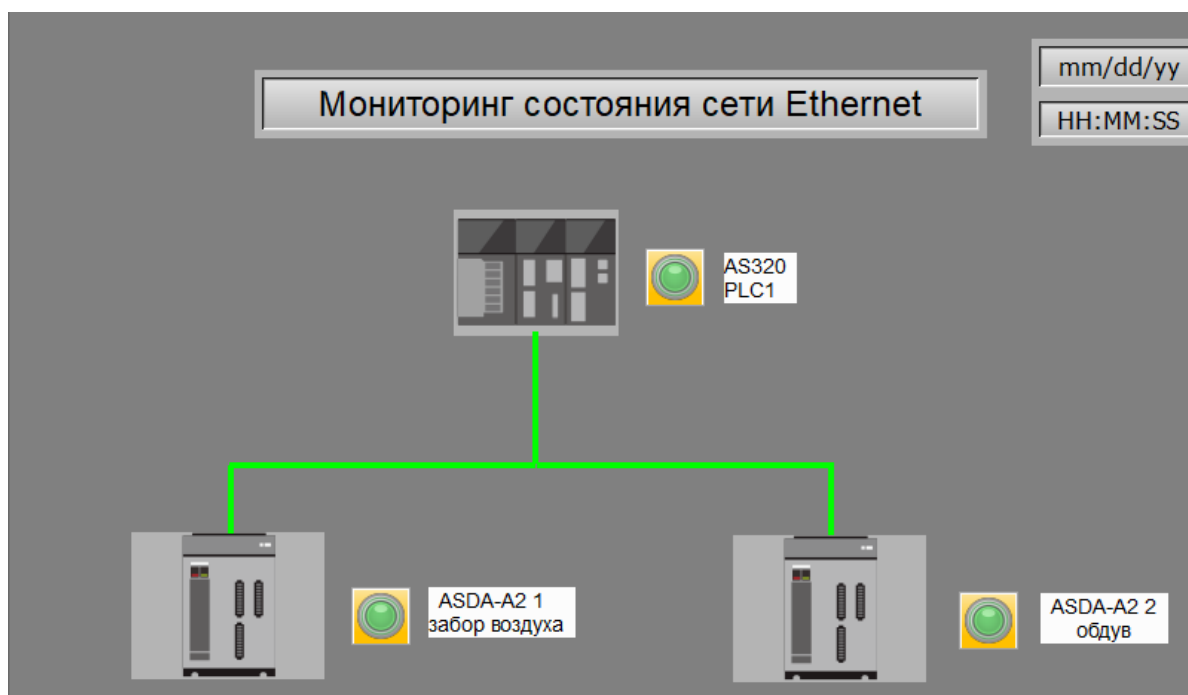 mm/dd/yy
Мониторинг состояния сети Ethernet
HH:MM:SS
AS320
PLC1
ASDA-A2 1
забор воздуха
ASDA-A2 2
обдув